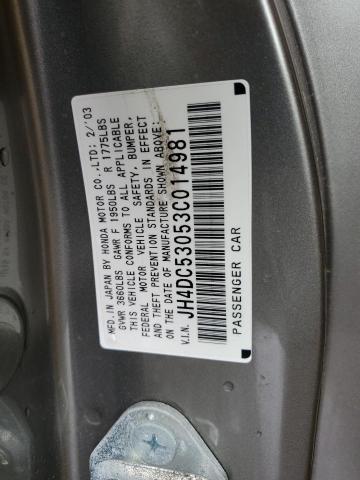 MFD.IN JAPAN BY HONDA MOTOR CO.,LTD: 2/'03
GVWR 3660LBS GAWR F 1950LBS R 1775LBS
THIS VEHICLE CONFORMS TO ALL APPLICABLE
FEDERAL MOTOR VEHICLE SAFETY, BUMPER,
AND THEFT PREVENTION STANDARDS IN EFFECT
ON THE DATE OF MANUFACTURE SHOWN ABOVE:
V.I.N. JH4DC53053C014981
PASSENGER CAR